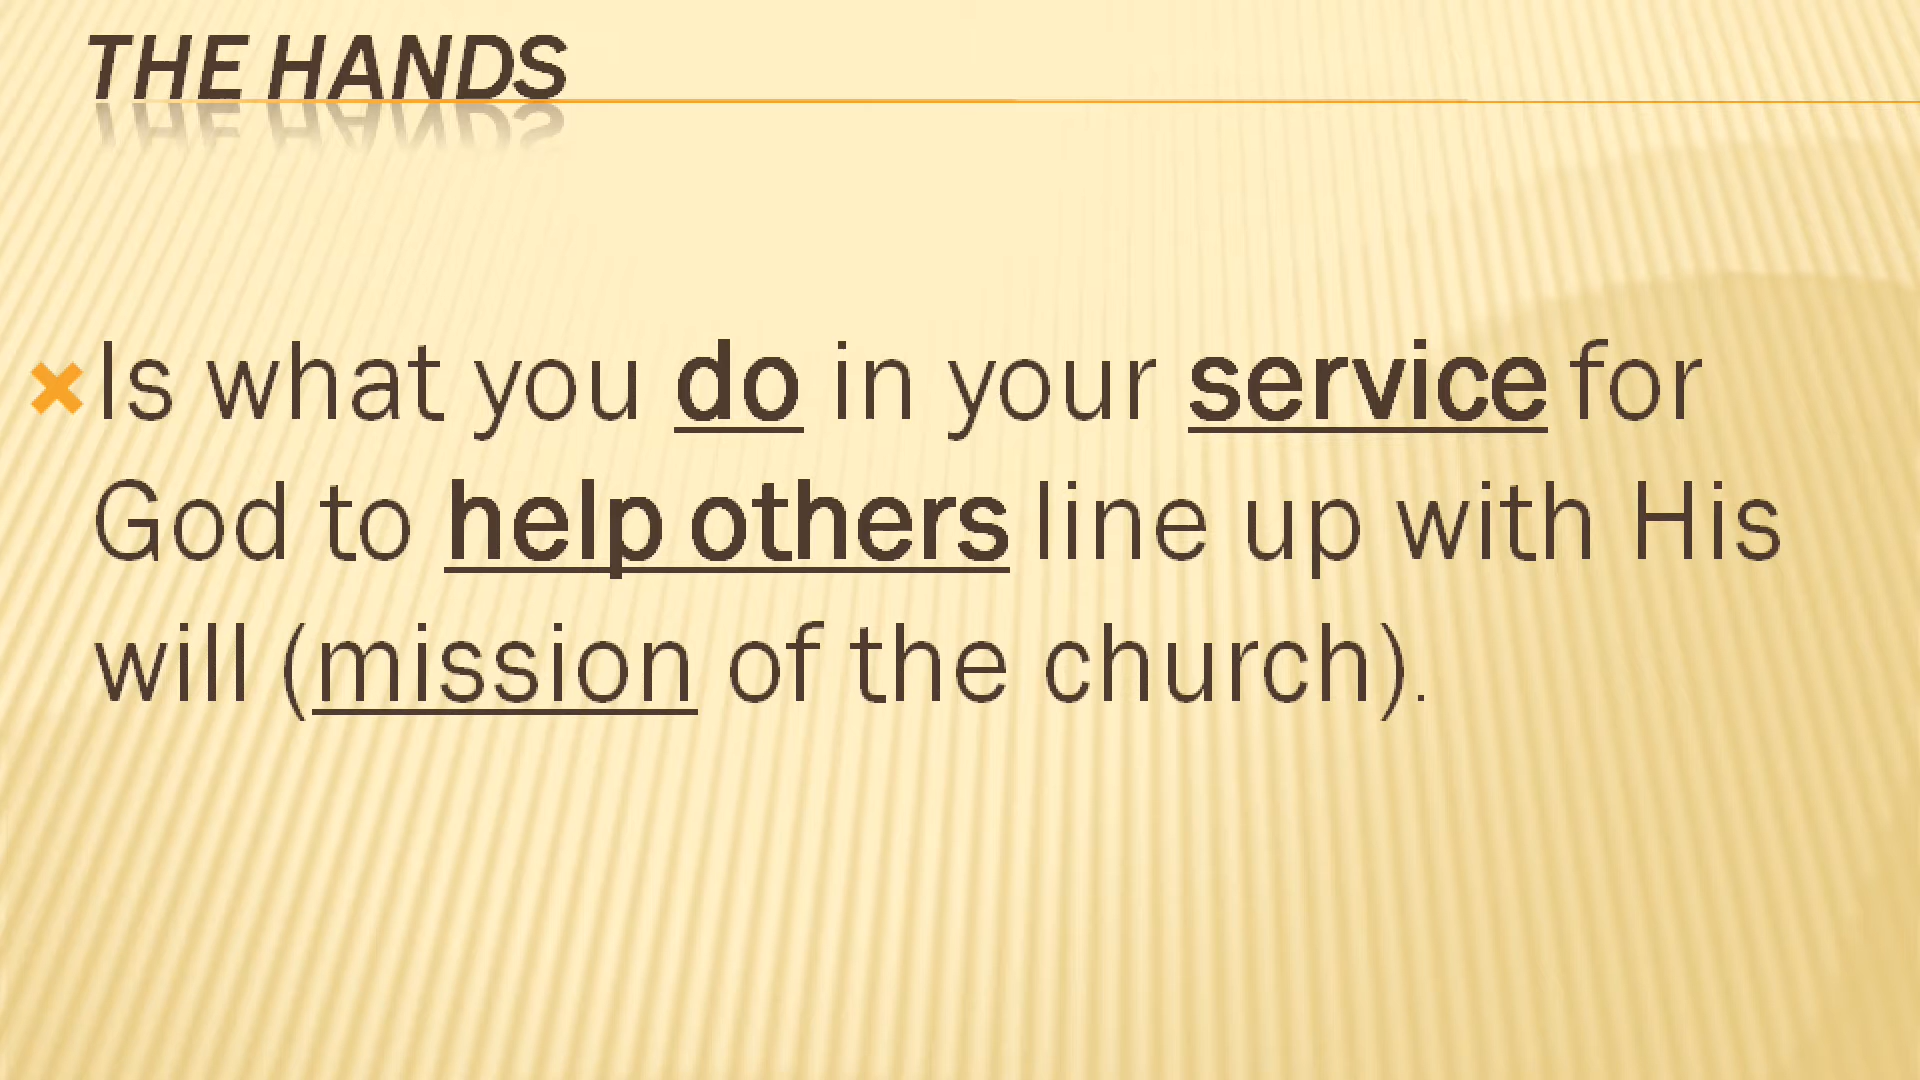 THE HANDS
Is what you do in your service for
God to help others line up with His
will (mission of the church).